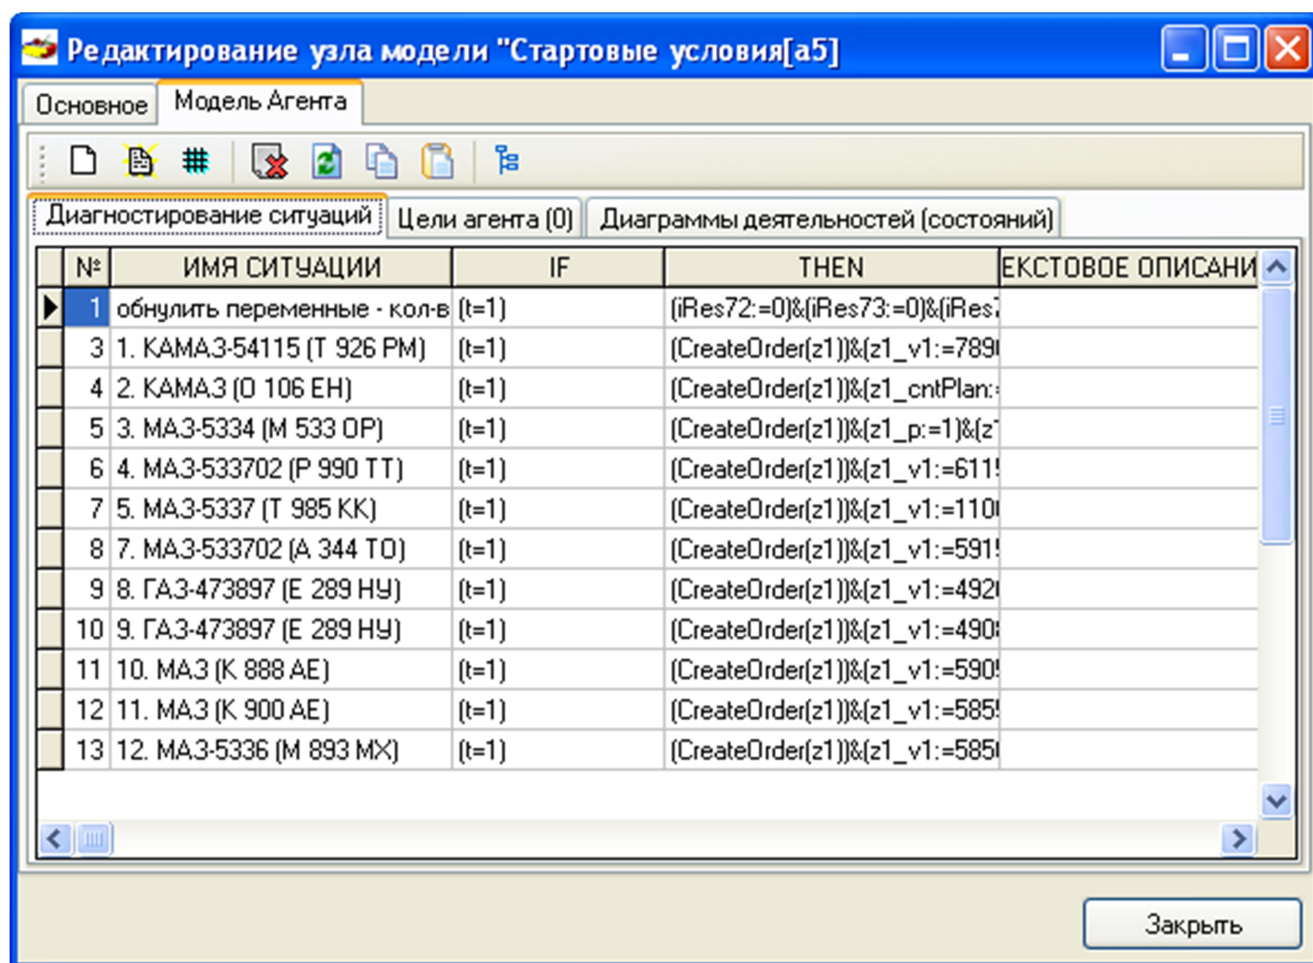 Редактирование узла модели "Стартовые условия[a5]
Основное Модель Агента
Диагностирование ситуаций Цели агента (0) Диаграммы деятельностей (состояний)
№ ИМЯ СИТУАЦИИ IF THEN ЕКСТОВОЕ ОПИСАНИ
1 обнулить переменные - кол-в (t=1) (iRes72:=0)&(iRes73:=0)&(iRes
3 1. КАМАЗ-54115 (Т 926 РМ) (t=1) (CreateOrder(z1))&(z1_v1:=789
4 2. КАМАЗ (О 106 ЕН) (t=1) (CreateOrder(z1))&(z1_cntPlan:
5 3. МАЗ-5334 (М 533 ОР) (t=1) (CreateOrder(z1))&(z1_p:=1)&(z
6 4. МАЗ-533702 (Р 990 ТТ) (t=1) (CreateOrder(z1))&(z1_v1:=611
7 5. МАЗ-5337 (Т 985 КК) (t=1) (CreateOrder(z1))&(z1_v1:=110
8 7. МАЗ-533702 (А 344 ТО) (t=1) (CreateOrder(z1))&(z1_v1:=591
9 8. ГАЗ-473897 (Е 289 НУ) (t=1) (CreateOrder(z1))&(z1_v1:=492
10 9. ГАЗ-473897 (Е 289 НУ) (t=1) (CreateOrder(z1))&(z1_v1:=490
11 10. МАЗ (К 888 АЕ) (t=1) (CreateOrder(z1))&(z1_v1:=590
12 11. МАЗ (К 900 АЕ) (t=1) (CreateOrder(z1))&(z1_v1:=585
13 12. МАЗ-5336 (М 893 МХ) (t=1) (CreateOrder(z1))&(z1_v1:=585
Закрыть